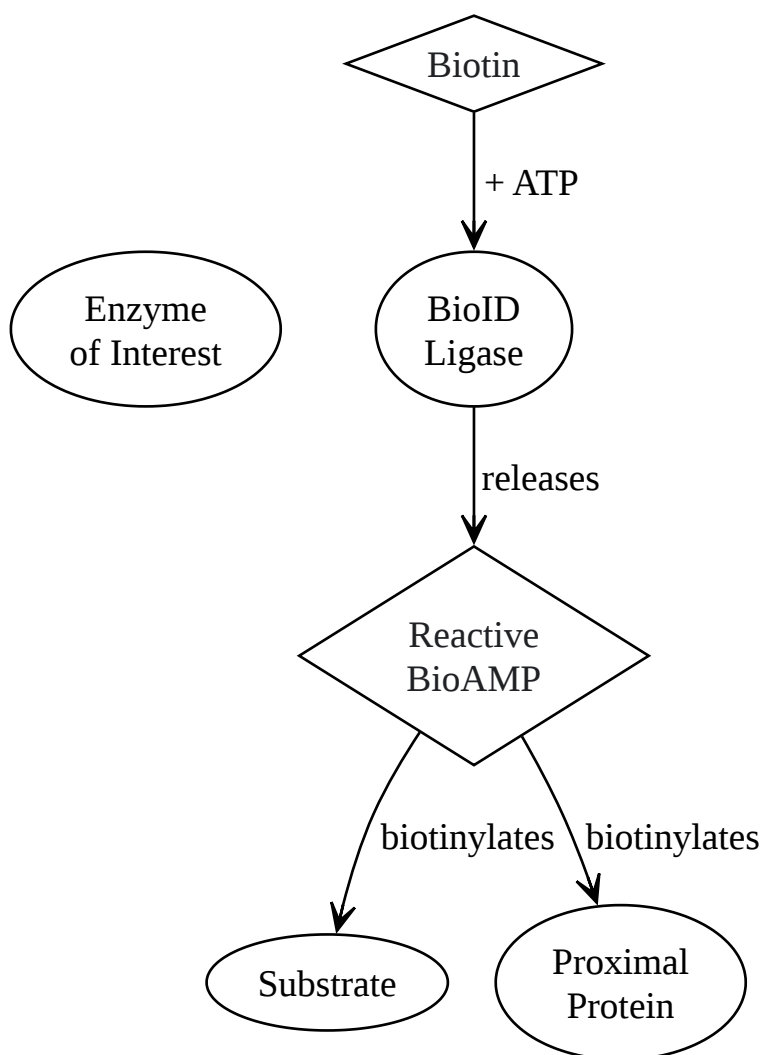 Biotin
+ ATP
Enzyme
of Interest
BioID
Ligase
releases
Reactive
BioAMP
biotinylates
biotinylates
Substrate
Proximal
Protein